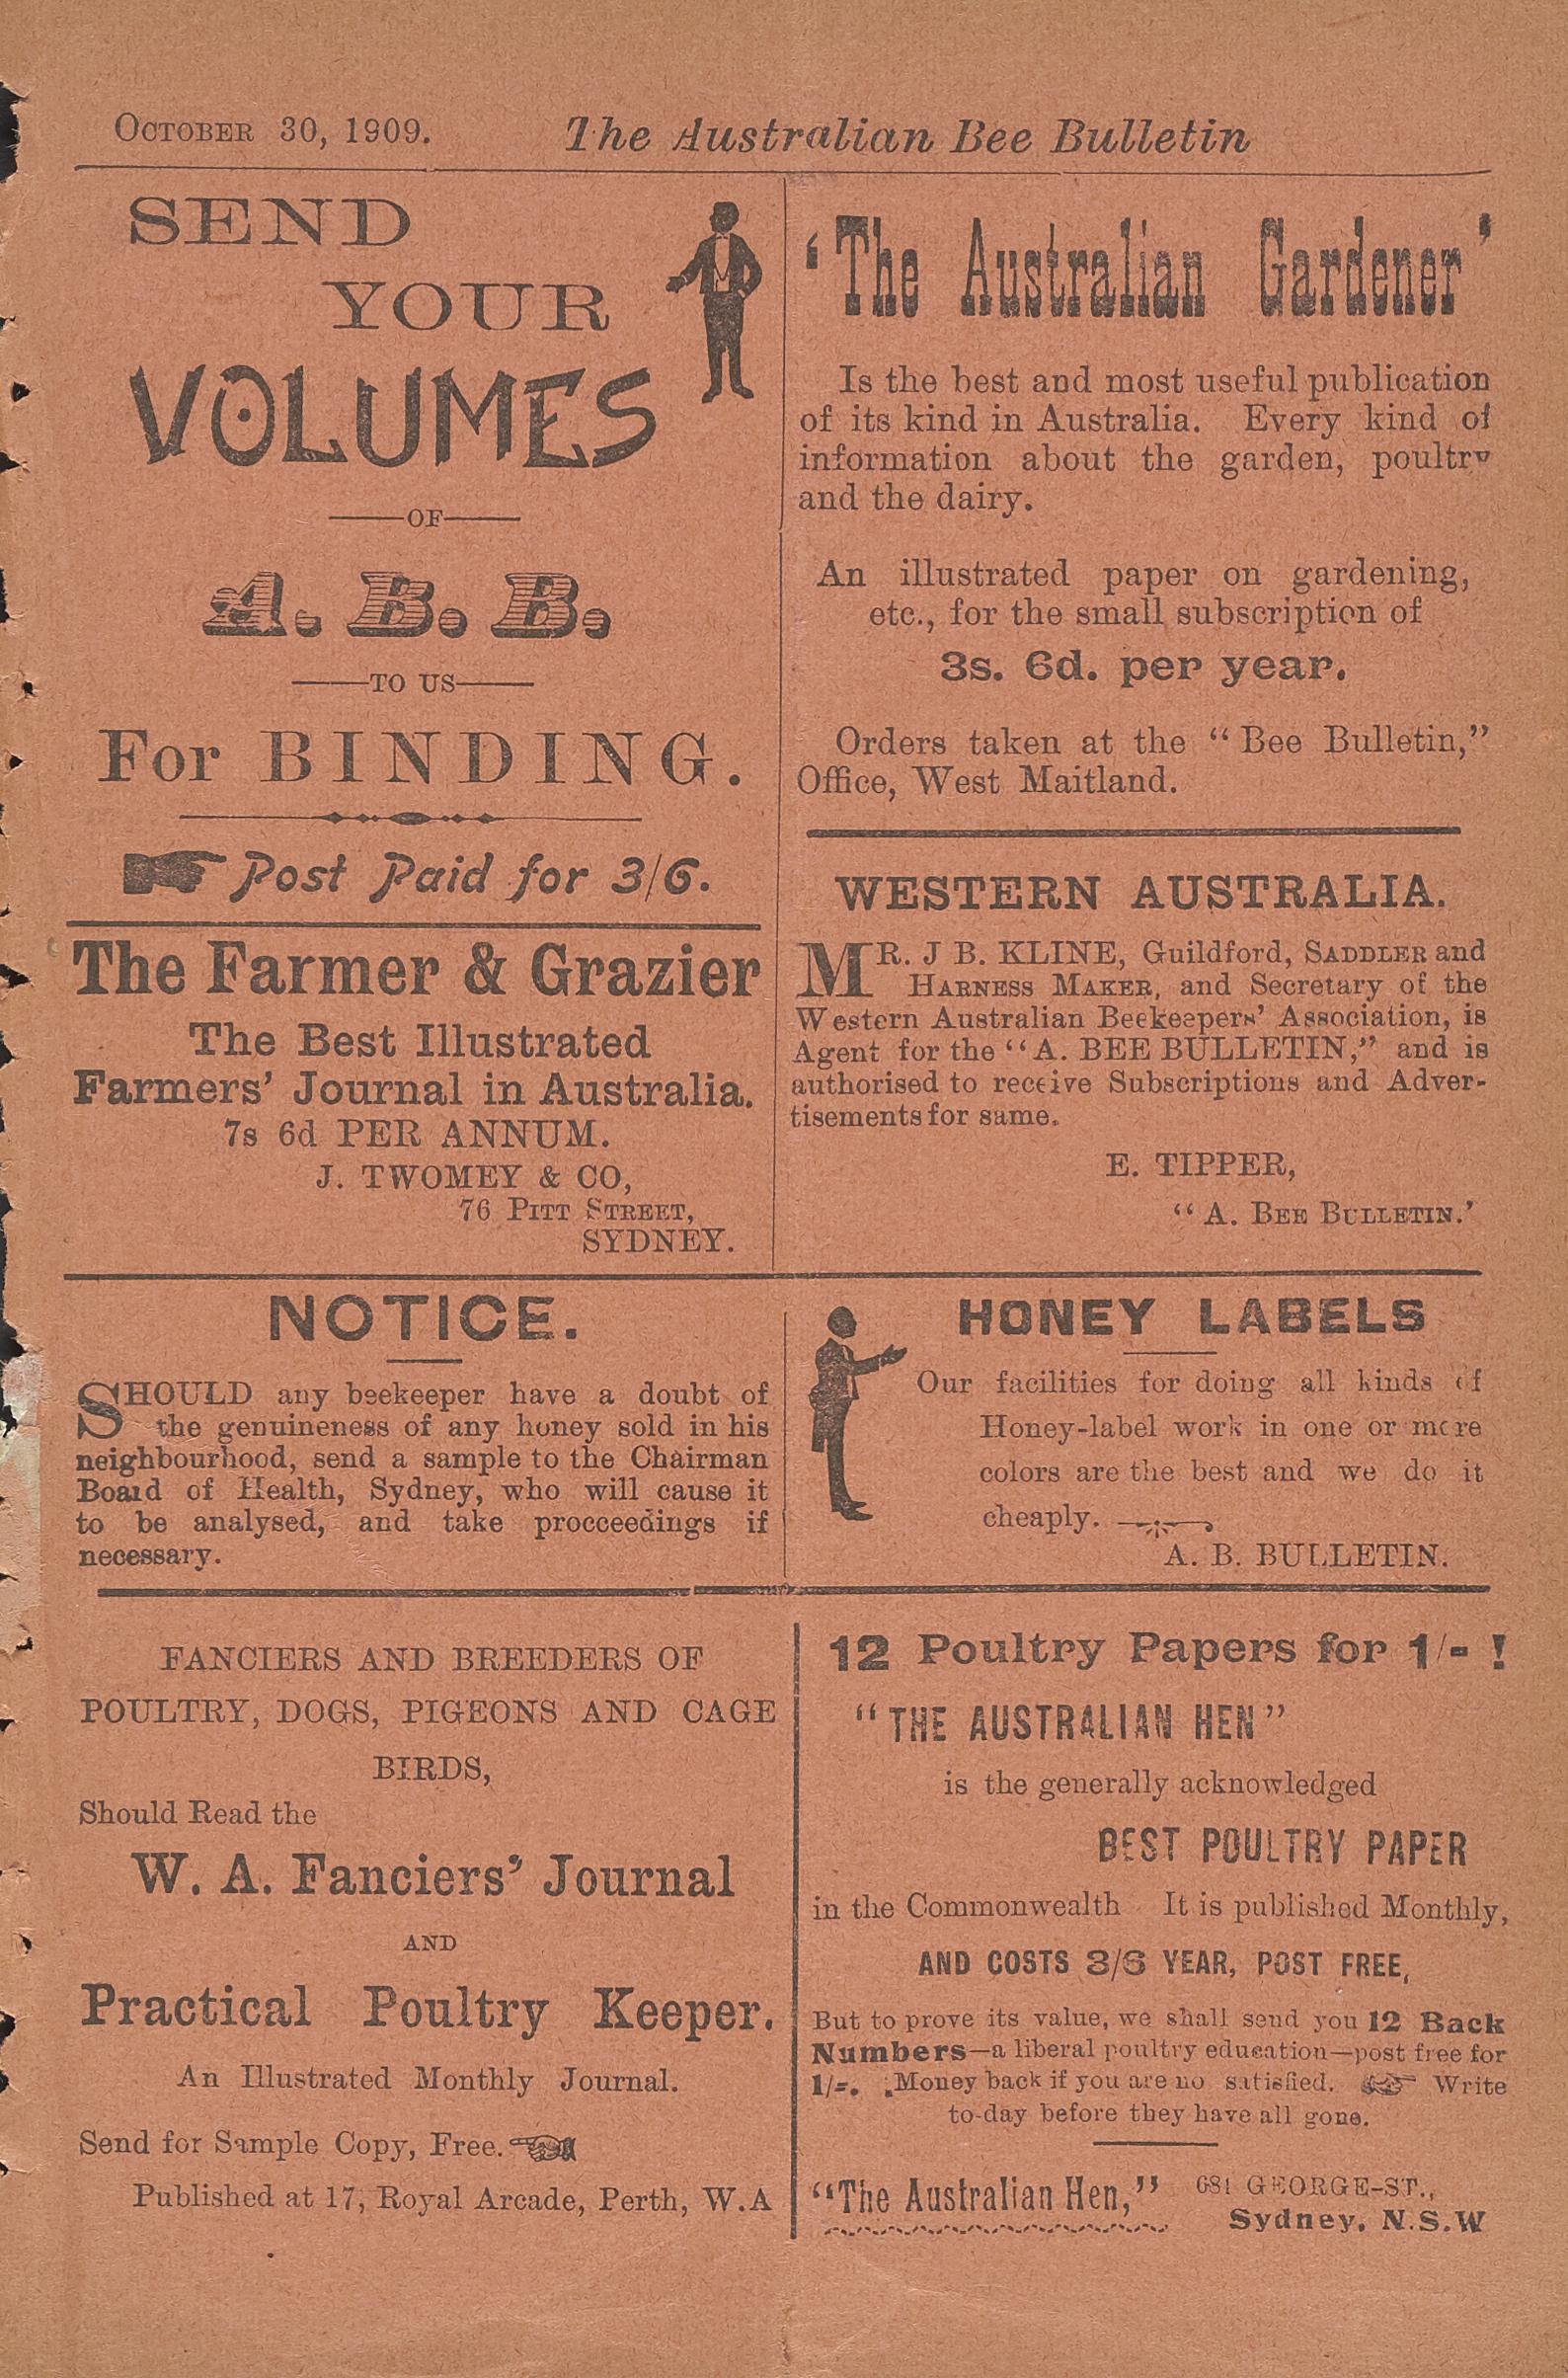 OCTOBER 30, 1909. The Australian Bee Bulletin
SEND
YOUR
VOLUMES
OF
A. B. B.
TO US
For BINDING.
Post Paid for 3/6.
The Farmer & Grazier
The Best Illustrated
Farmers' Journal in Australia.
7s 6d PER ANNUM.
J. TWOMEY & CO,
76 PITT STREET,
SYDNEY.
'The Australian Gardener'
Is the best and most useful publication
of its kind in Australia. Every kind of
information about the garden, poultry
and the dairy.
An illustrated paper on gardening,
etc., for the small subscription of
3s. 6d. per year.
Orders taken at the "Bee Bulletin,"
Office, West Maitland.
WESTERN AUSTRALIA.
MR. J B. KLINE, Guildford, SADDLER and
HARNESS MAKER, and Secretary of the
Western Australian Beekeepers' Association, is
Agent for the "A. BEE BULLETIN," and is
authorised to receive Subscriptions and Adver-
tisements for same.
E. TIPPER,
"A. BEE BULLETIN.'
NOTICE.
SHOULD any beekeeper have a doubt of
the genuineness of any honey sold in his
neighbourhood, send a sample to the Chairman
Board of Health, Sydney, who will cause it
to be analysed, and take procceedings if
necessary.
HONEY LABELS
Our facilities for doing all kinds of
Honey-label work in one or more
colors are the best and we do it
cheaply.
A. B. BULLETIN.
FANCIERS AND BREEDERS OF
POULTRY, DOGS, PIGEONS AND CAGE
BIRDS,
Should Read the
W. A. Fanciers' Journal
AND
Practical Poultry Keeper.
An Illustrated Monthly Journal.
Send for Sample Copy, Free.
Published at 17, Royal Arcade, Perth, W.A
12 Poultry Papers for 1/- !
"THE AUSTRALIAN HEN"
is the generally acknowledged
BEST POULTRY PAPER
in the Commonwealth It is published Monthly,
AND COSTS 3/6 YEAR, POST FREE,
But to prove its value, we shall send you 12 Back
Numbers—a liberal poultry education—post free for
1/-. Money back if you are no satisfied. Write
to-day before they have all gone.
"The Australian Hen," 681 GEORGE-ST.,
Sydney, N.S.W